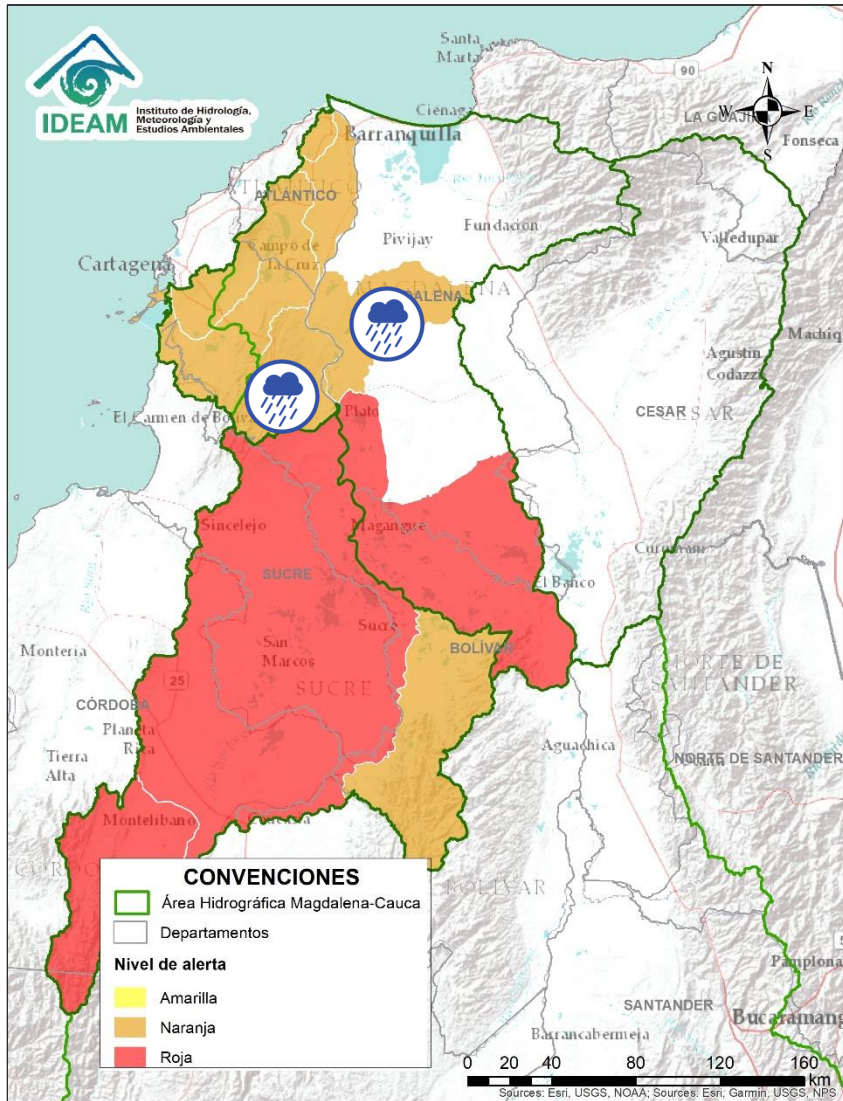 IDEAM
Instituto de Hidrología,
Meteorología y
Estudios Ambientales
Santa
Marta
90
N
W
E
S
LA GUAJIR
Fonseca
Ciénaga
Barranquilla
ATLÁNTICO
Fundación
Pivijay
Valledupar
Cartagena
Campo de
la Cruz
MAGDALENA
DALENA
Machiq
Agustín
Codazzi
CESAR
CESAR
El Carmen de Bolívar
Plato
Sincelejo
Magangué
Curumaní
SUCRE
El Banco
Sucre
Montería
San
Marcos
BOLÍVAR
NORTE DE
SANTANDER
25
SUCRE
CÓRDOBA
Planeta
Rica
Aguachica
Tierra
Alta
NORTE DE SANTANDER
Montelíbano
BOLÍVAR
CONVENCIONES
Área Hidrográfica Magdalena-Cauca
Departamentos
Nivel de alerta
Amarilla
Naranja
Roja
Pamplona
SANTANDER
Bucaramang
Barrancabermeja
0 20 40 80 120 160
km
Sources: Esri, USGS, NOAA; Sources: Esri, Garmin, USGS, NPS